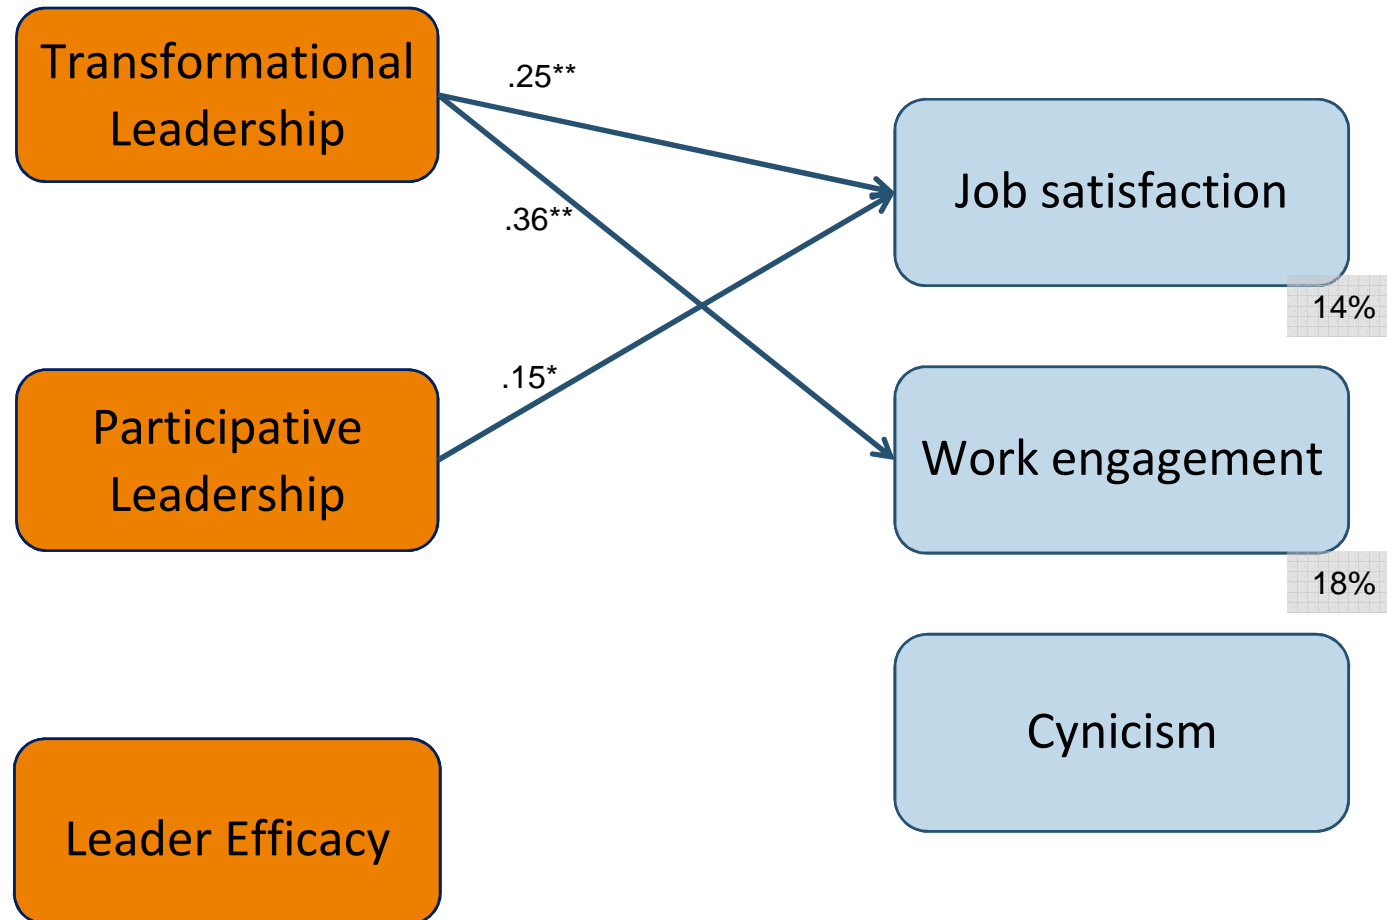 Transformational
Leadership
.25**
Job satisfaction
.36**
14%
.15*
Participative
Leadership
Work engagement
18%
Cynicism
Leader Efficacy